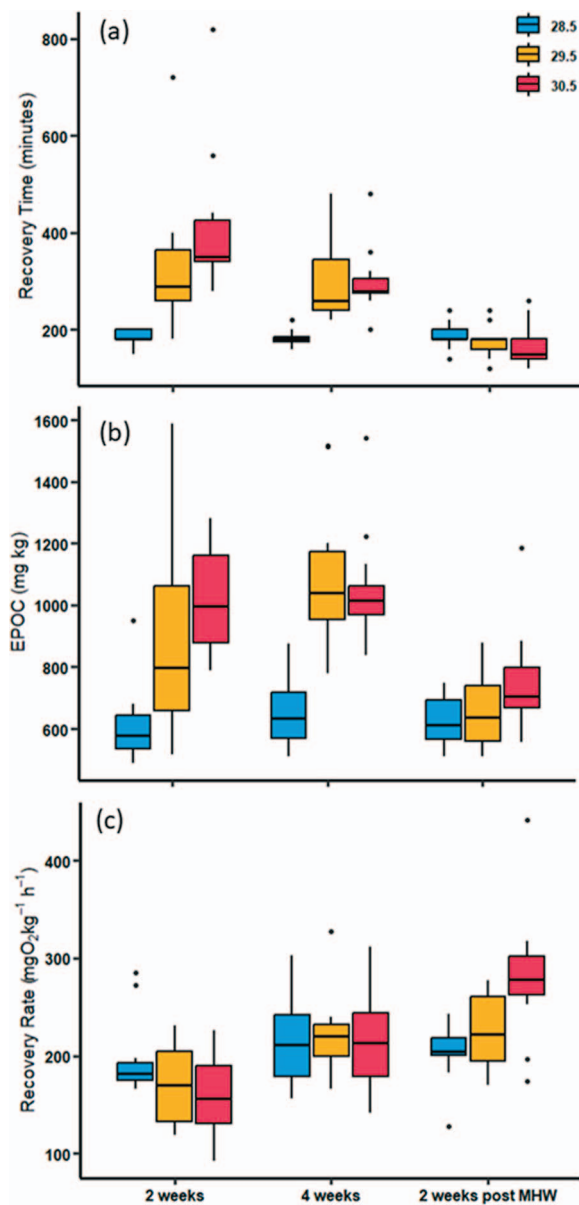 (a)
28.5
29.5
30.5
800
600
400
200
Recovery Time (minutes)
(b)
1600
1400
1200
1000
800
600
EPOC (mg kg)
(c)
400
300
200
100
Recovery Rate (mgO₂kg⁻¹ h⁻¹)
2 weeks 4 weeks 2 weeks post MHW